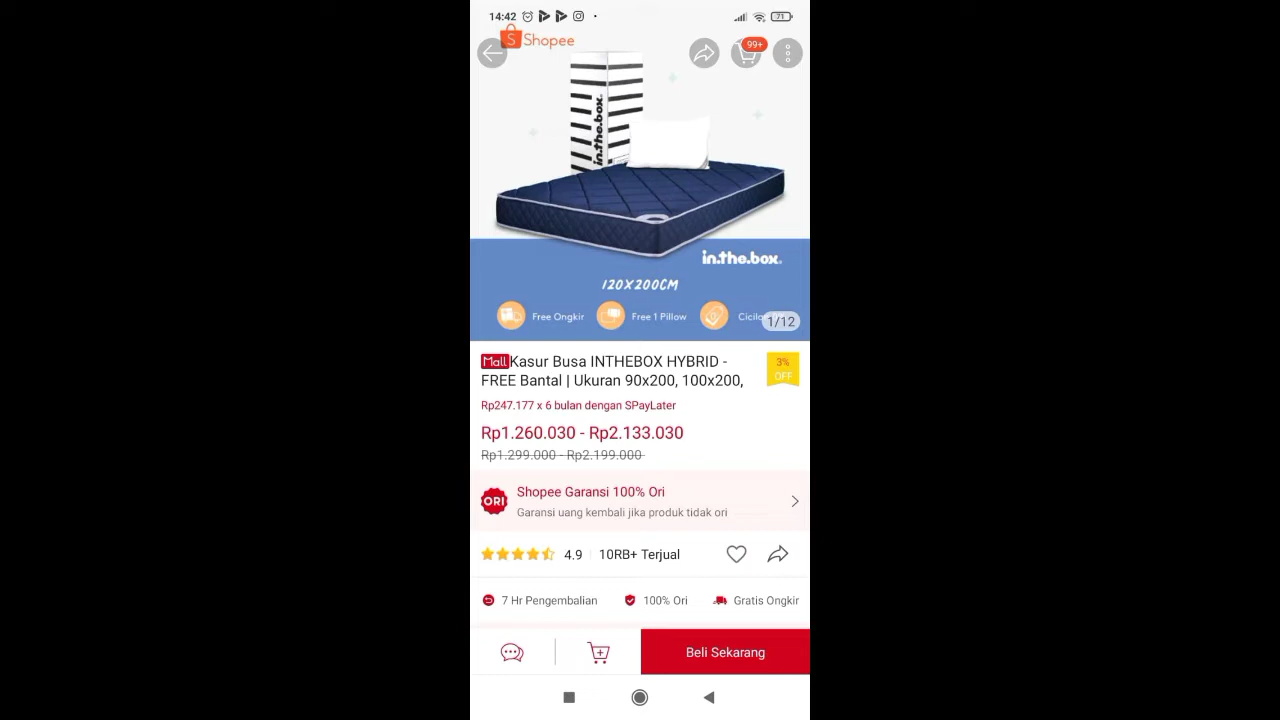 14:42
71
Shopee
99+
in.the.box.
in.the.box.
120X200CM
Free Ongkir
Free 1 Pillow
1/12
Mall Kasur Busa INTHEBOX HYBRID -
FREE Bantal | Ukuran 90x200, 100x200,
3%
OFF
Rp247.177 x 6 bulan dengan SPayLater
Rp1.260.030 - Rp2.133.030
Rp1.299.000 - Rp2.199.000
ORI
Shopee Garansi 100% Ori
Garansi uang kembali jika produk tidak ori
4.9
10RB+ Terjual
7 Hr Pengembalian
100% Ori
Gratis Ongkir
Beli Sekarang